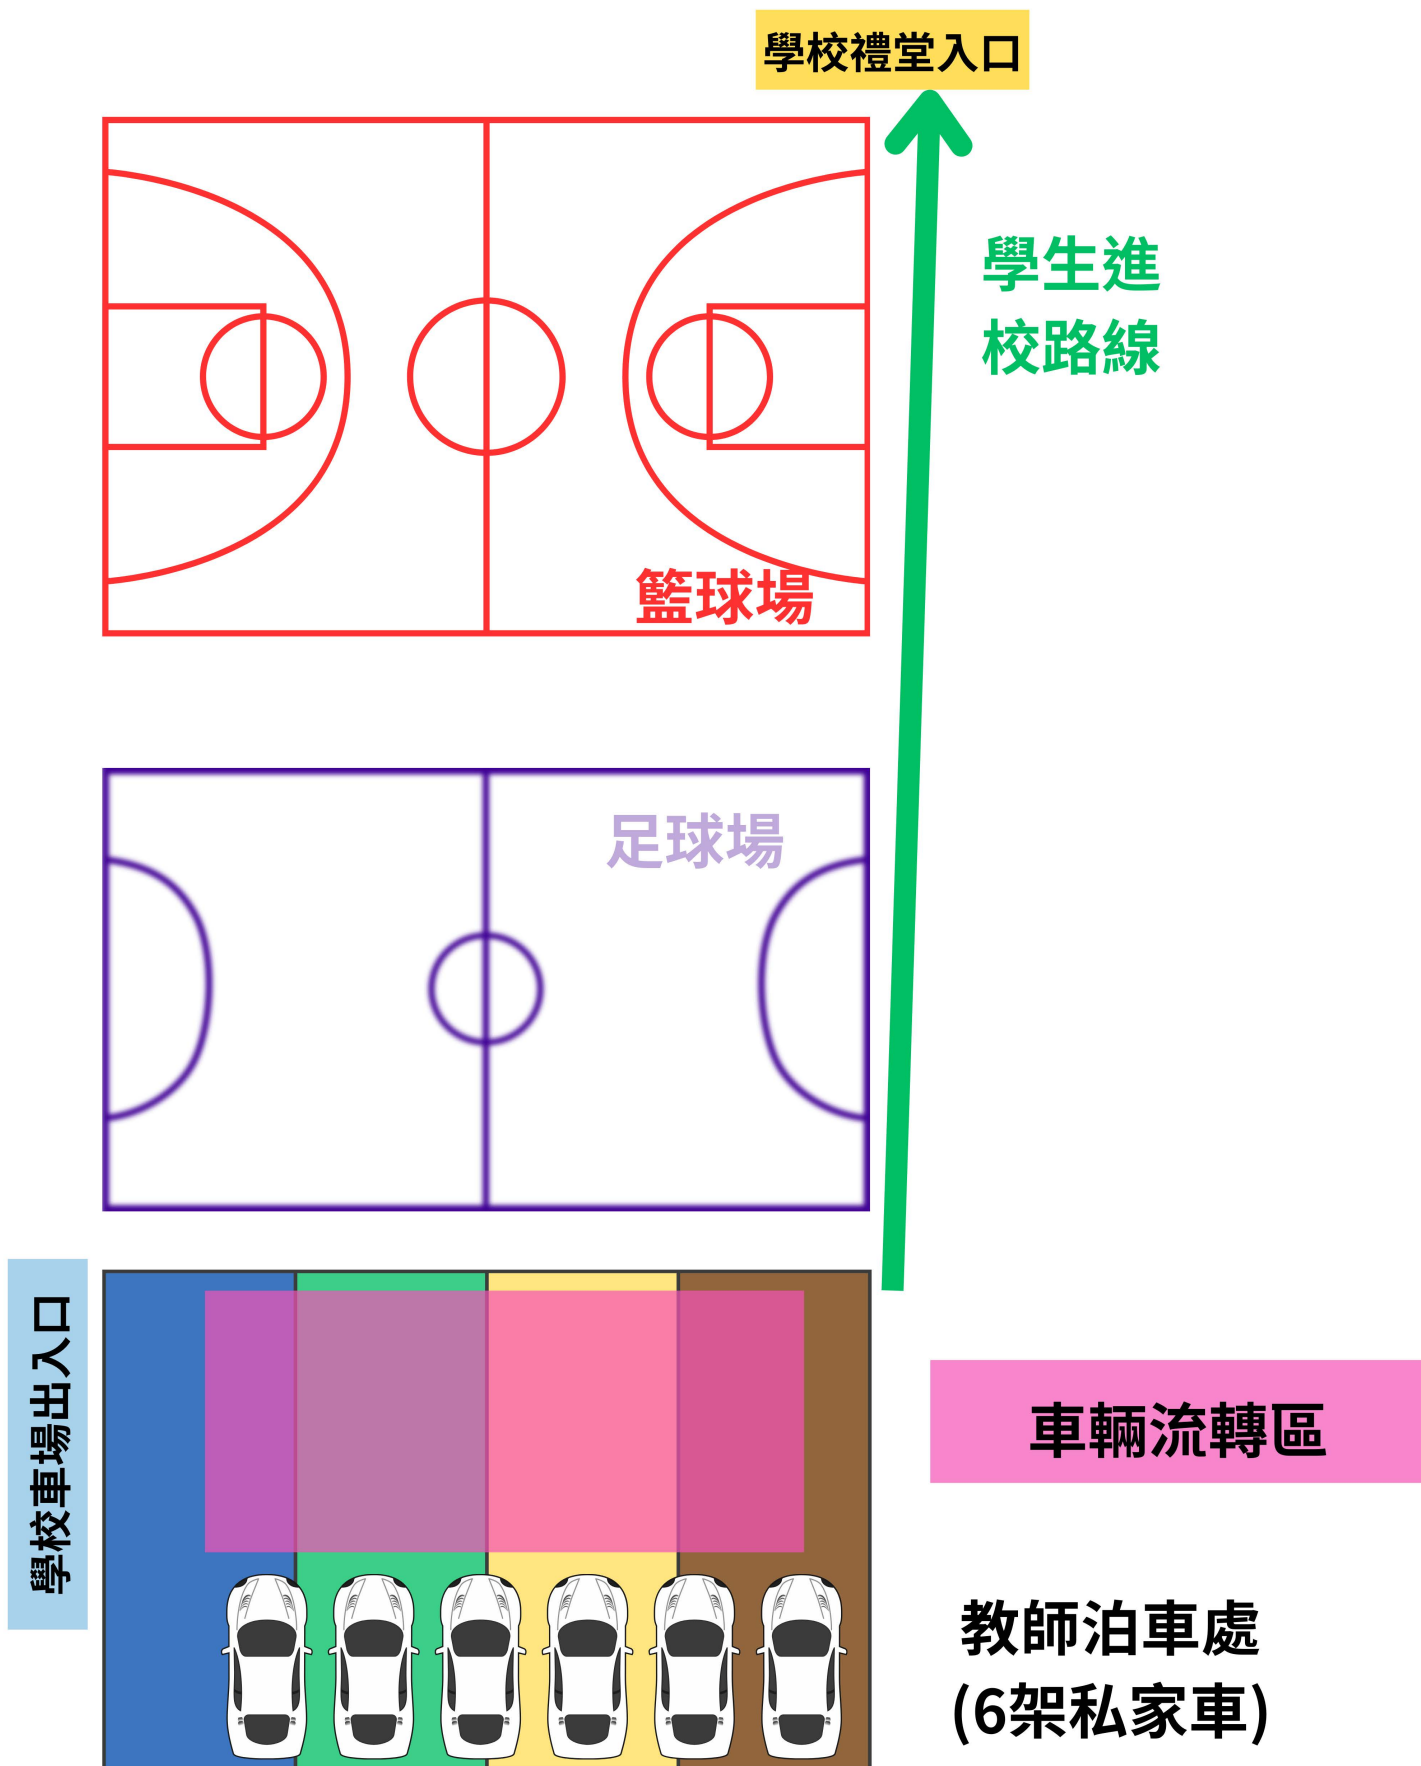 學校禮堂入口
學生進
校路線
籃球場
足球場
學校車場出入口
車輛流轉區
教師泊車處
(6架私家車)